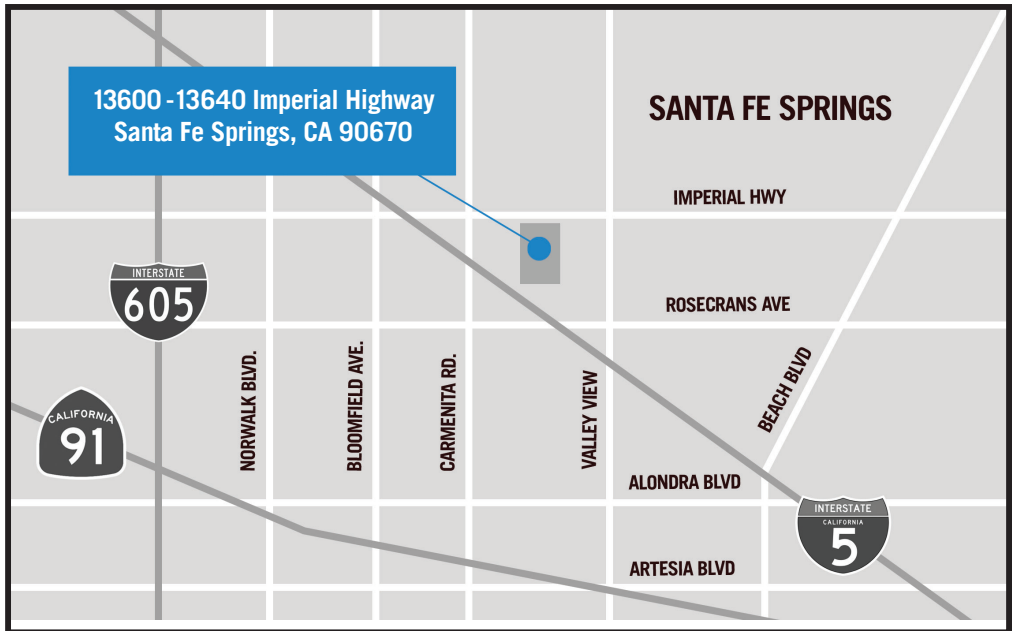 13600 - 13640 Imperial Highway
Santa Fe Springs, CA 90670
SANTA FE SPRINGS
IMPERIAL HWY
INTERSTATE
605
ROSECRANS AVE
NORWALK BLVD.
BLOOMFIELD AVE.
CARMENITA RD.
VALLEY VIEW
BEACH BLVD
CALIFORNIA
91
ALONDRA BLVD
INTERSTATE
CALIFORNIA
5
ARTESIA BLVD